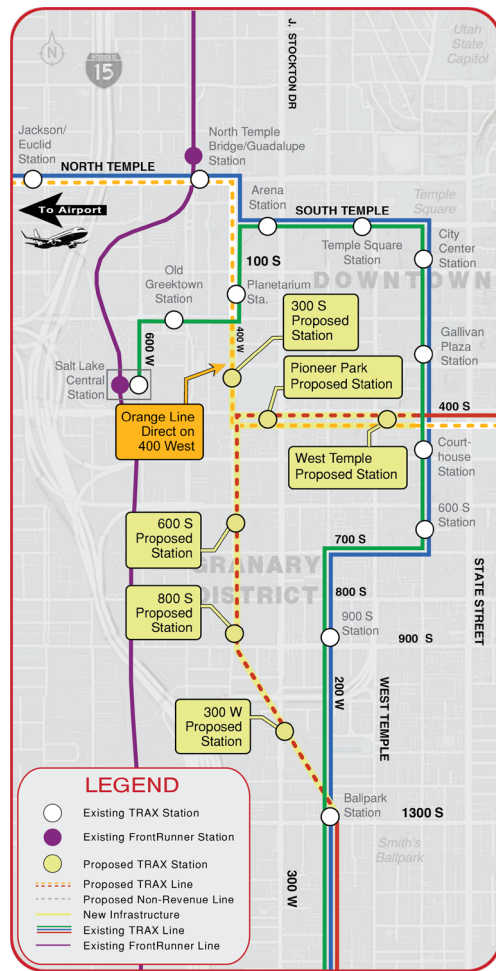 J. STOCKTON DR
Utah
State
Capitol
N
INTERSTATE
15
Jackson/
Euclid
Station
NORTH TEMPLE
North Temple
Bridge/Guadalupe
Station
To Airport
Arena
Station
SOUTH TEMPLE
Temple
Square
Temple Square
Station
City
Center
Station
100 S
DOWNTOWN
Old
Greektown
Station
Planetarium
Sta.
300 S
Proposed
Station
600 W
400 W
Gallivan
Plaza
Station
Salt Lake
Central
Station
Pioneer Park
Proposed Station
400 S
Orange Line
Direct on
400 West
West Temple
Proposed Station
Court-
house
Station
600 S
Proposed
Station
600 S
Station
700 S
GRANARY
DISTRICT
800 S
Proposed
Station
800 S
STATE STREET
900 S
Station
900 S
200 W
WEST TEMPLE
300 W
Proposed
Station
Ballpark
Station
1300 S
Smith's
Ballpark
300 W
LEGEND
Existing TRAX Station
Existing FrontRunner Station
Proposed TRAX Station
Proposed TRAX Line
Proposed Non-Revenue Line
New Infrastructure
Existing TRAX Line
Existing FrontRunner Line